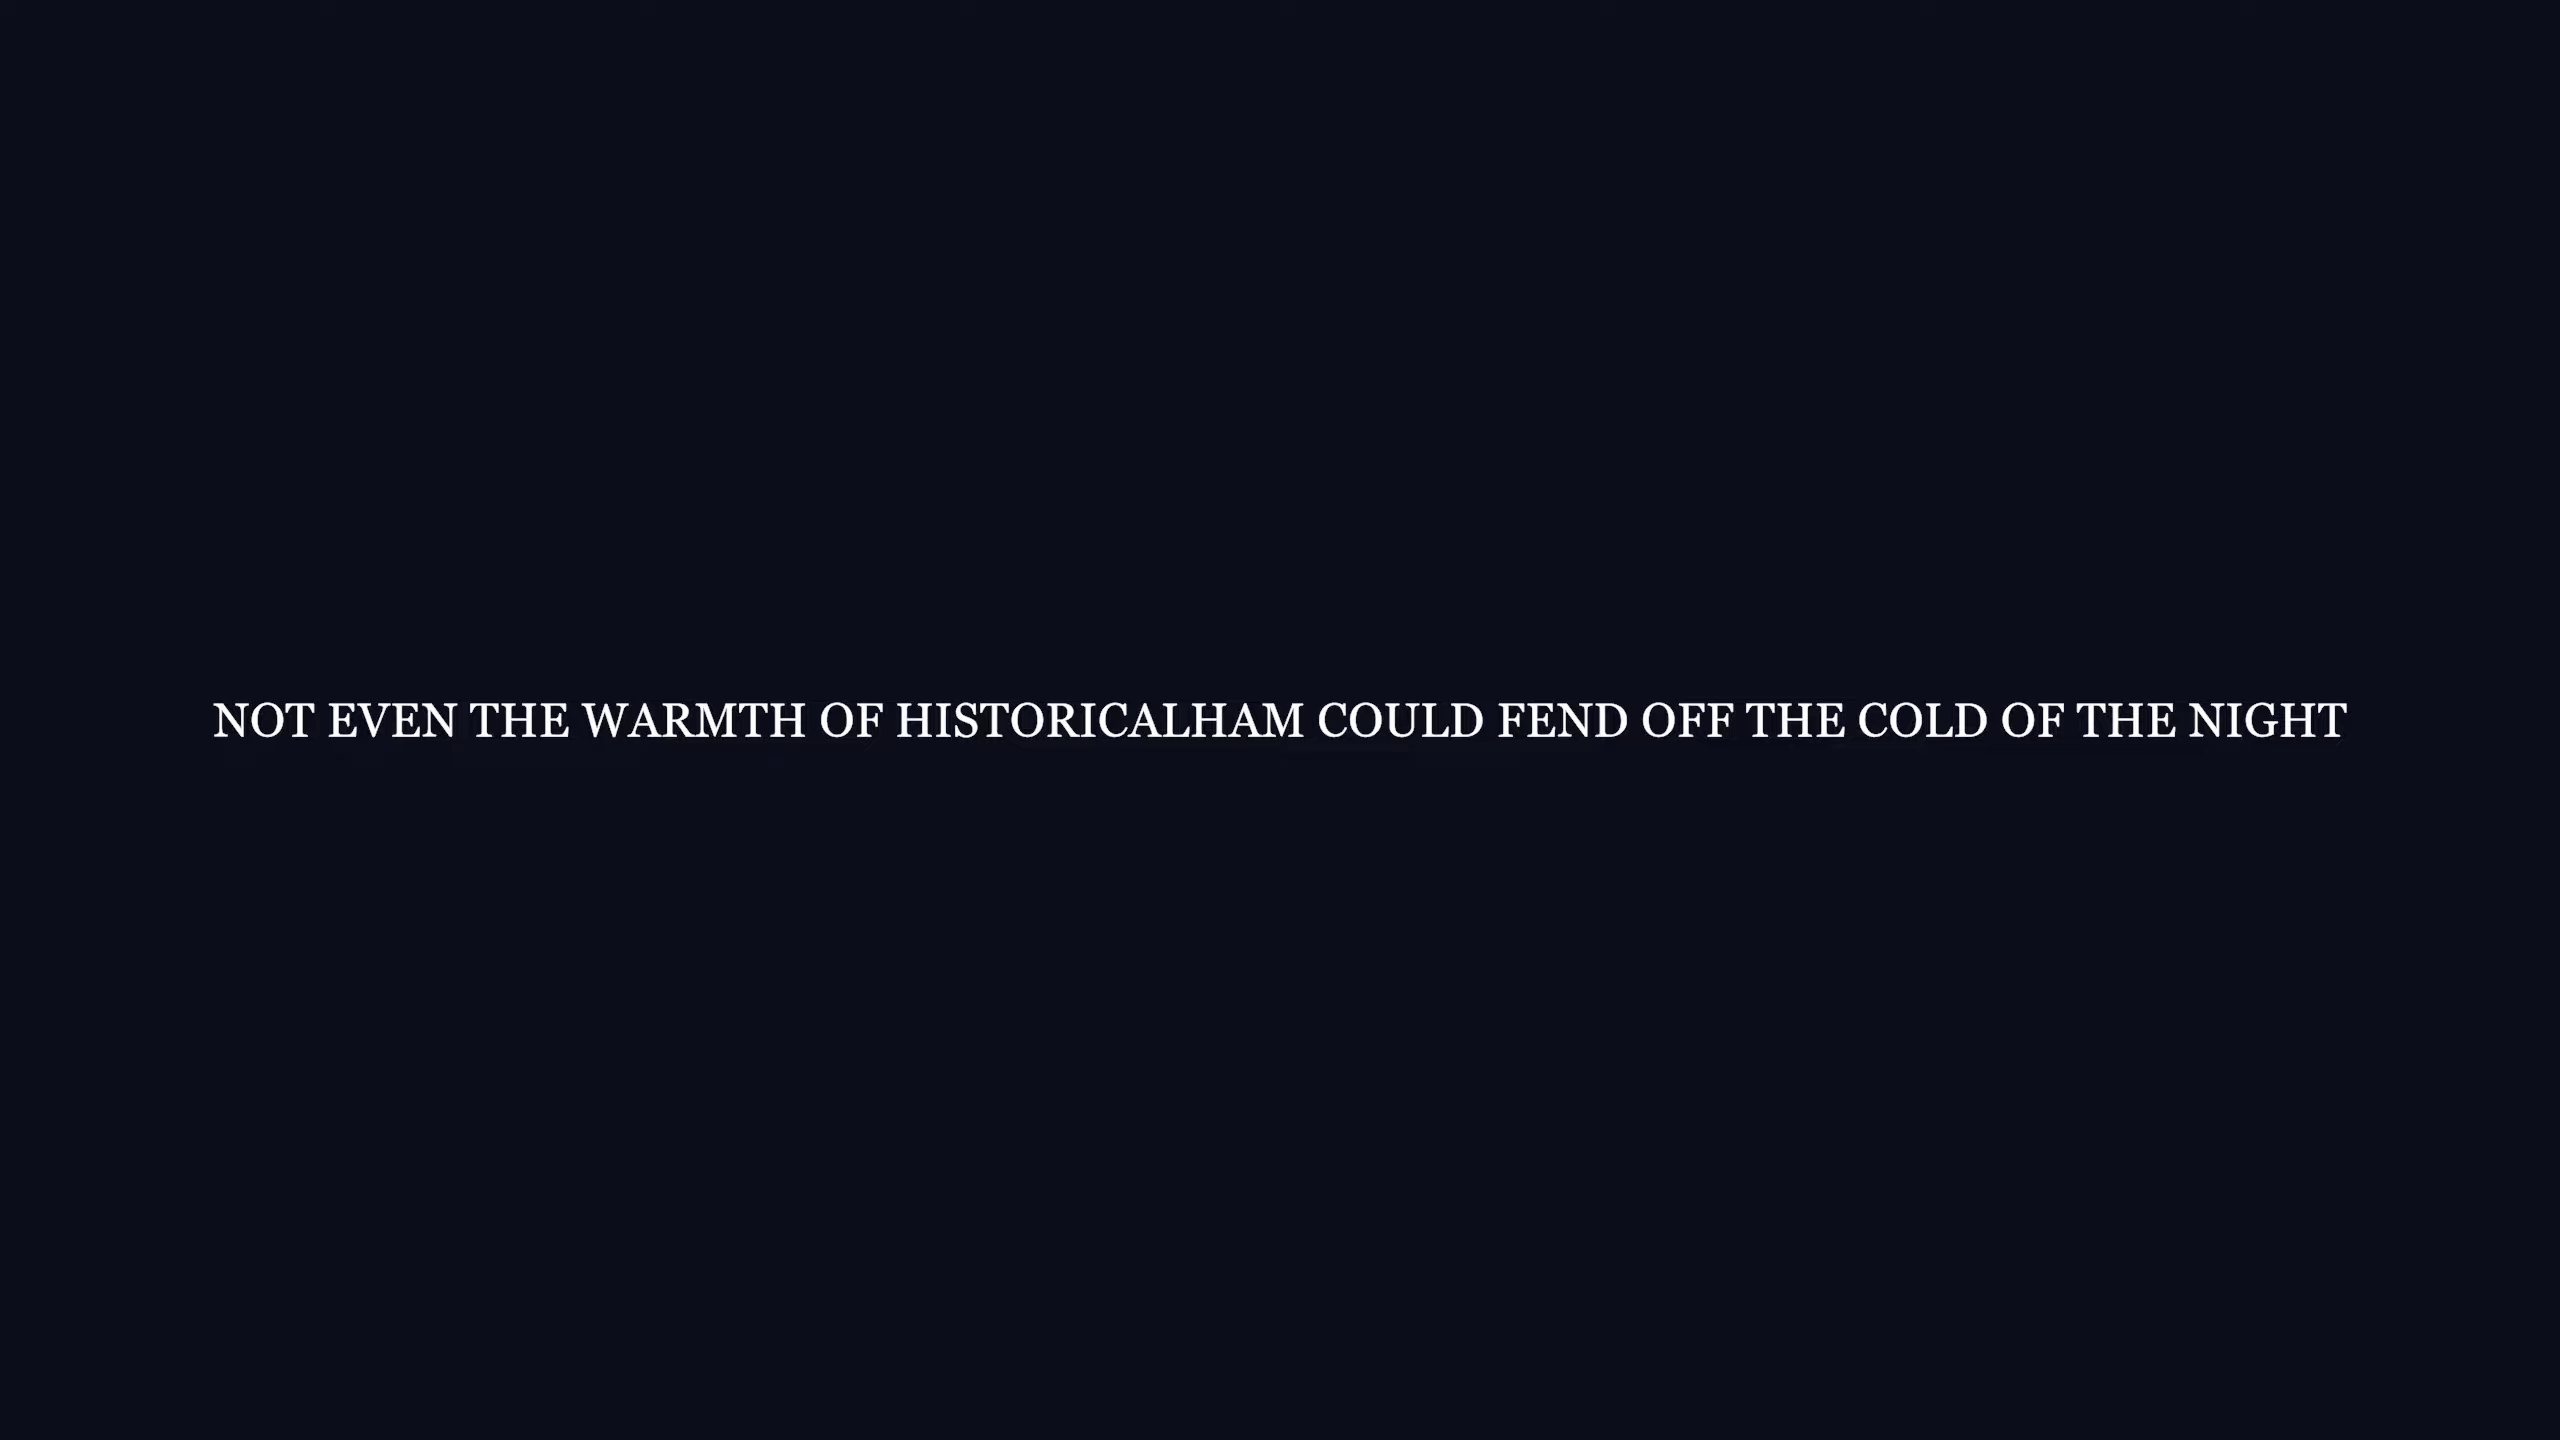 NOT EVEN THE WARMTH OF HISTORICALHAM COULD FEND OFF THE COLD OF THE NIGHT